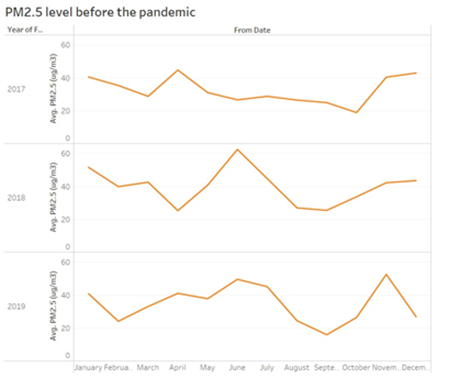 PM2.5 level before the pandemic
Year of F...
From Date
2017
Avg. PM2.5 (ug/m3)
60
40
20
0
2018
Avg. PM2.5 (ug/m3)
60
40
20
0
2019
Avg. PM2.5 (ug/m3)
60
40
20
0
January Februa.. March April May June July August Septe.. October Novem.. Decem..